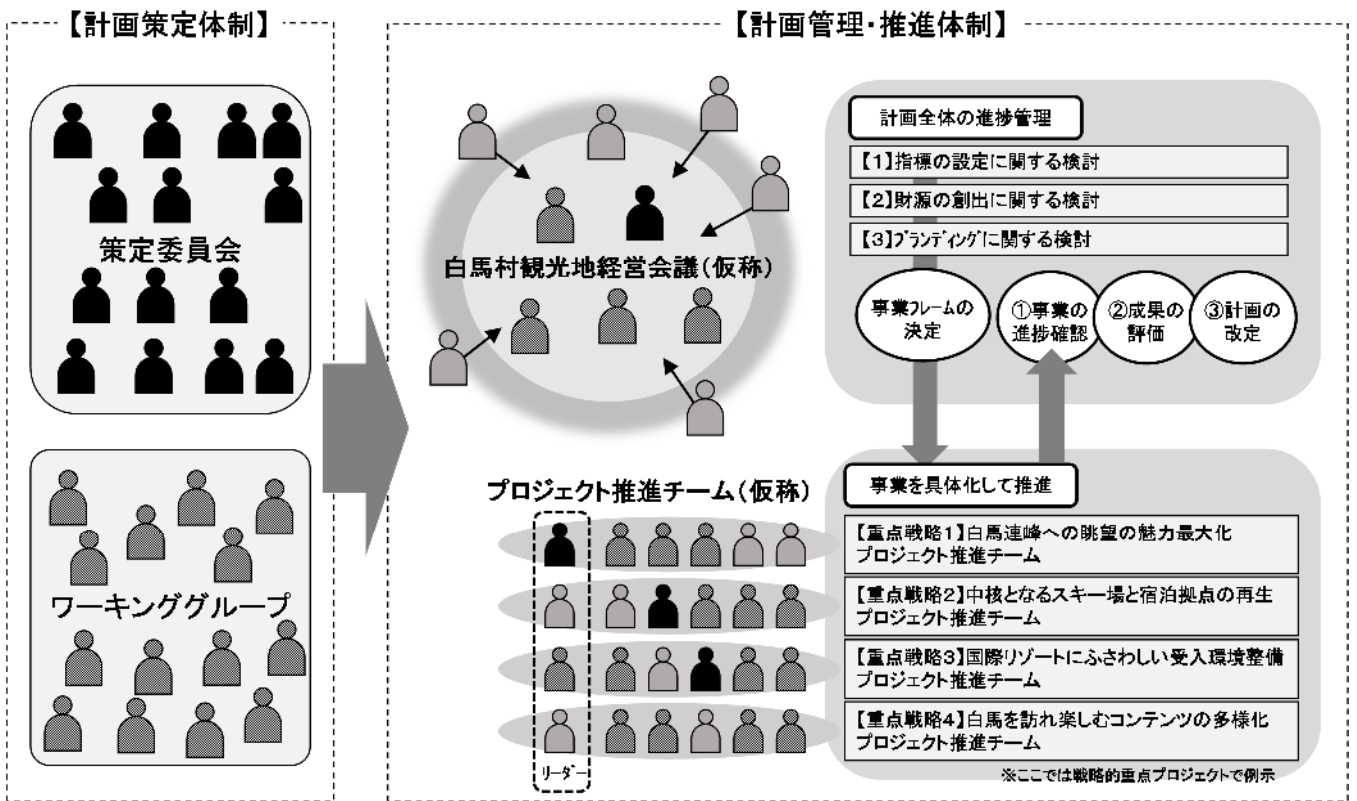 【計画策定体制】
策定委員会
ワーキンググループ
【計画管理・推進体制】
白馬村観光地経営会議(仮称)
計画全体の進捗管理
【1】指標の設定に関する検討
【2】財源の創出に関する検討
【3】ブランディングに関する検討
事業フレームの
決定
①事業の
進捗確認
②成果の
評価
③計画の
改定
プロジェクト推進チーム(仮称)
リーダー
事業を具体化して推進
【重点戦略1】白馬連峰への眺望の魅力最大化
プロジェクト推進チーム
【重点戦略2】中核となるスキー場と宿泊拠点の再生
プロジェクト推進チーム
【重点戦略3】国際リゾートにふさわしい受入環境整備
プロジェクト推進チーム
【重点戦略4】白馬を訪れ楽しむコンテンツの多様化
プロジェクト推進チーム
※ここでは戦略的重点プロジェクトで例示